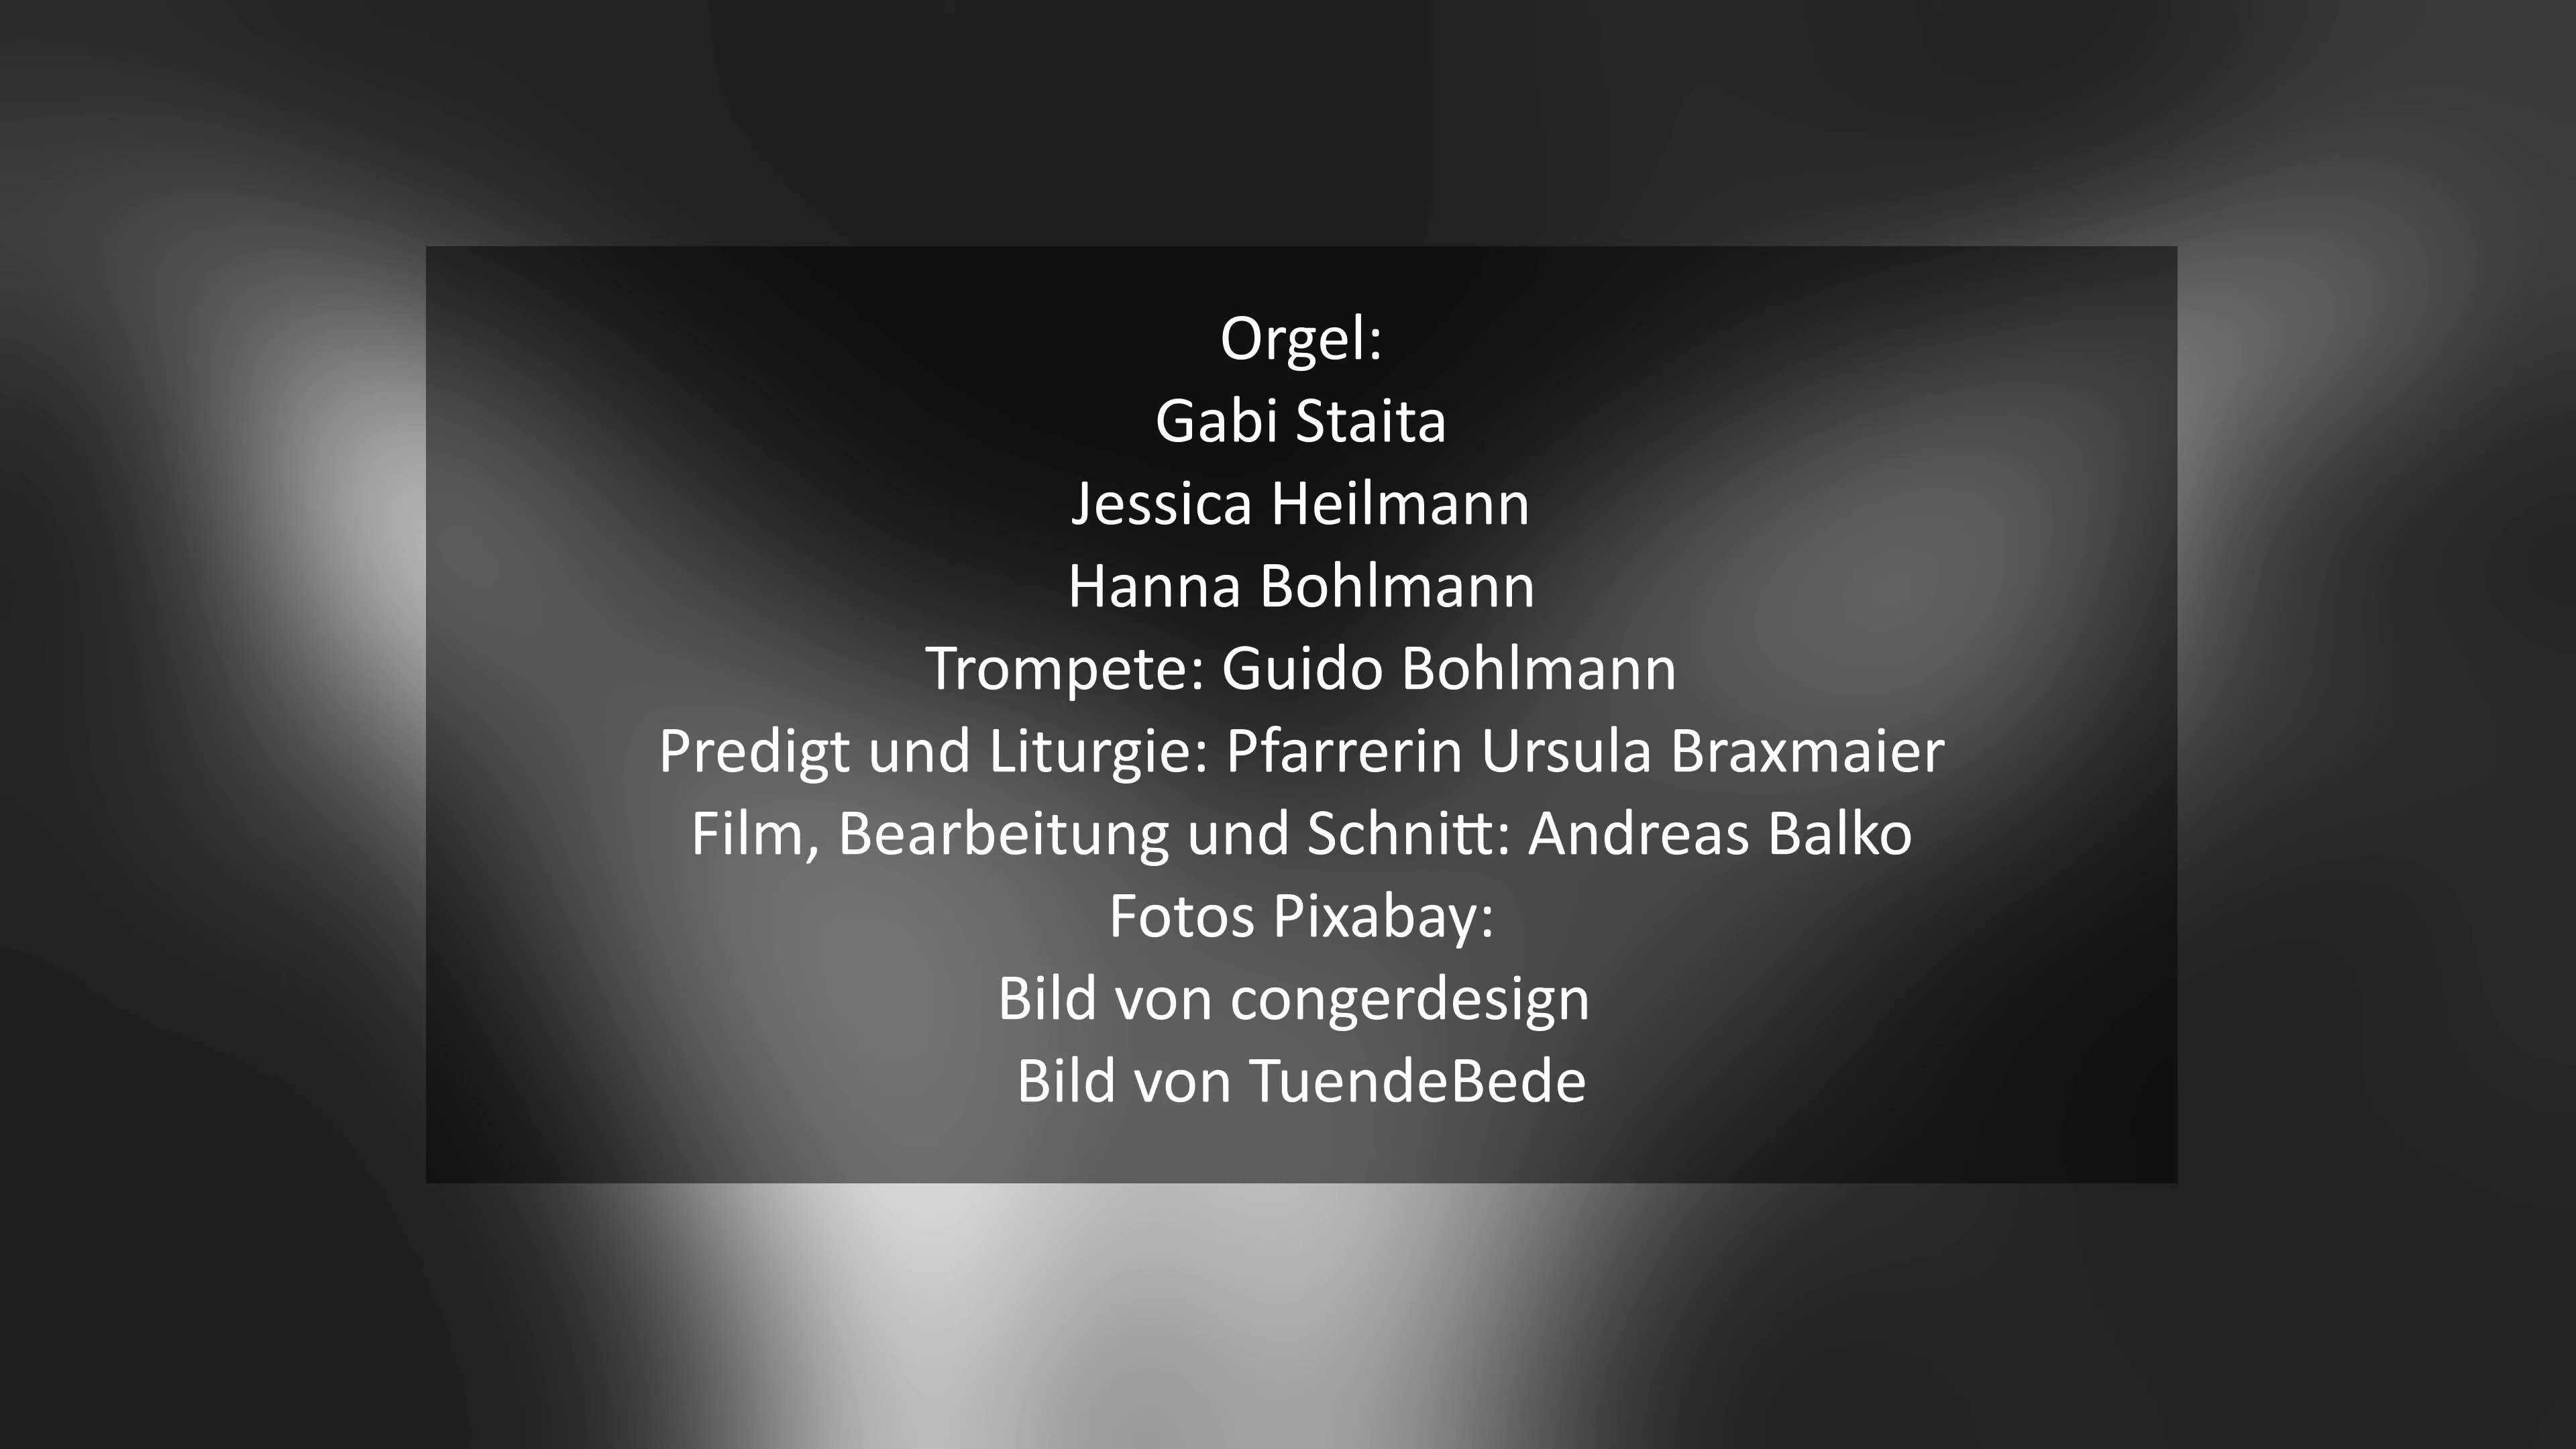 Orgel:
Gabi Staita
Jessica Heilmann
Hanna Bohlmann
Trompete: Guido Bohlmann
Predigt und Liturgie: Pfarrerin Ursula Braxmaier
Film, Bearbeitung und Schnitt: Andreas Balko
Fotos Pixabay:
Bild von congerdesign
Bild von TuendeBede